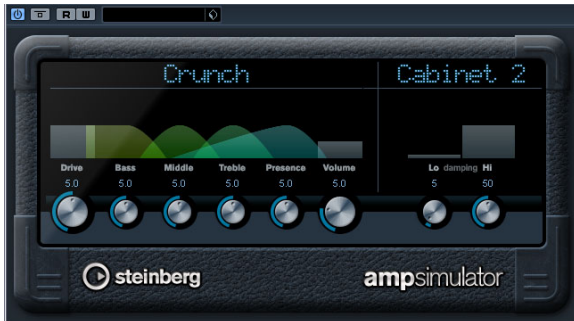 R W
Crunch Cabinet 2
Drive Bass Middle Treble Presence Volume Lo damping Hi
5.0 5.0 5.0 5.0 5.0 5.0 5 50
steinberg ampsimulator